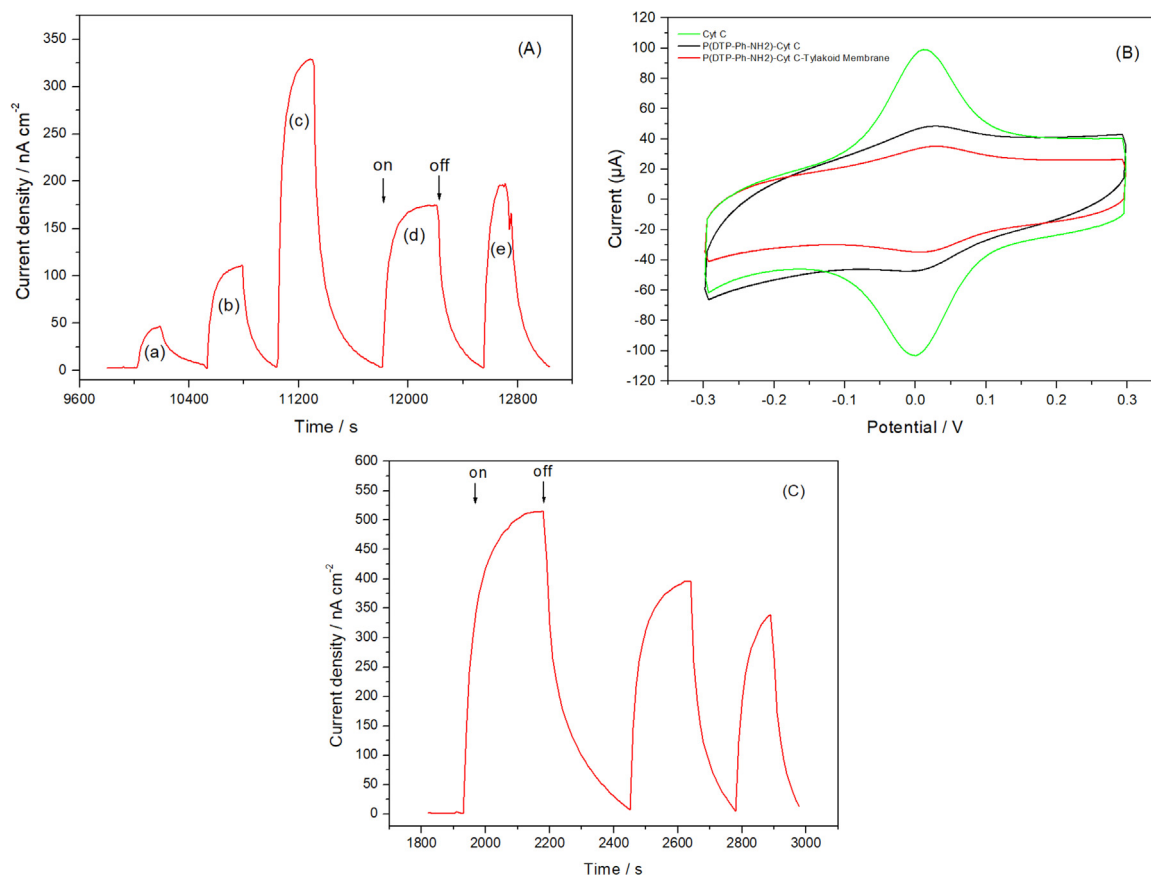 (A)
350
300
250
200
150
100
50
0
Current density / nA cm⁻²
(a)
(b)
(c)
on
off
(d)
(e)
9600
10400
11200
12000
12800
Time / s
(B)
Cyt C
P(DTP-Ph-NH2)-Cyt C
P(DTP-Ph-NH2)-Cyt C-Tylakoid Membrane
120
100
80
60
40
20
0
-20
-40
-60
-80
-100
-120
Current (µA)
-0.3
-0.2
-0.1
0.0
0.1
0.2
0.3
Potential / V
(C)
on
off
600
550
500
450
400
350
300
250
200
150
100
50
0
Current density / nA cm⁻²
1800
2000
2200
2400
2600
2800
3000
Time / s